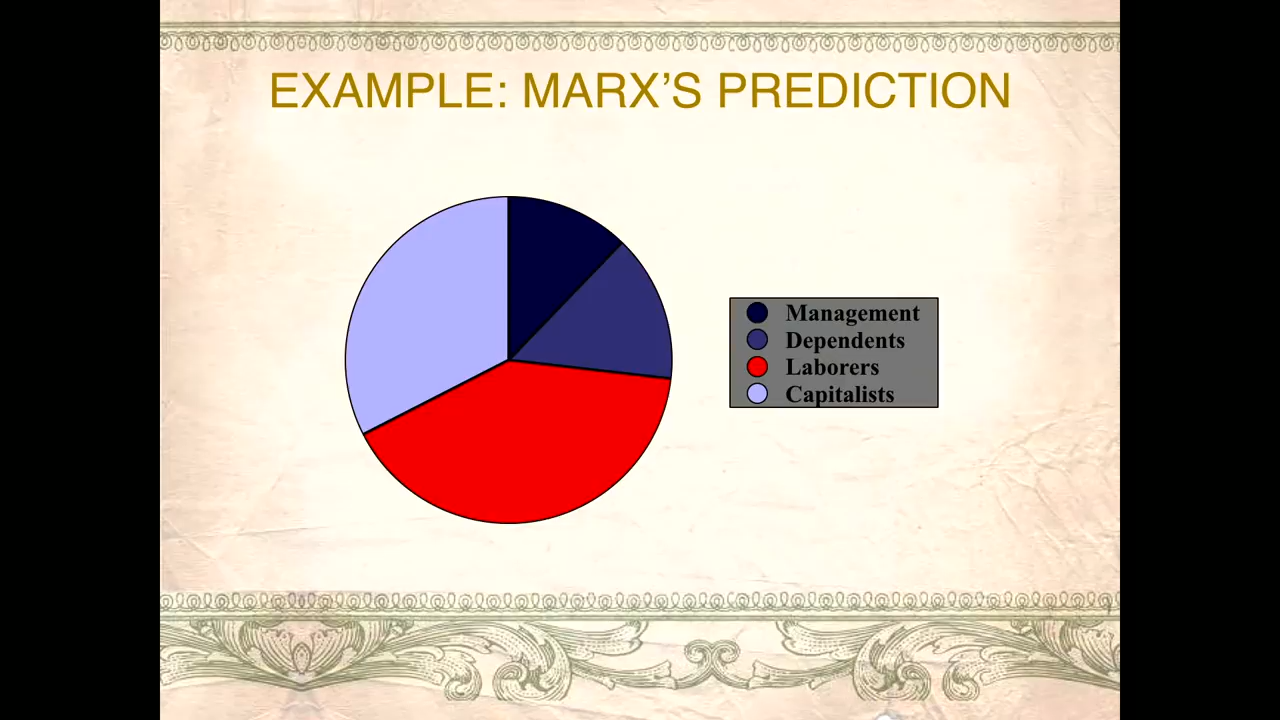 EXAMPLE: MARX’S PREDICTION
Management
Dependents
Laborers
Capitalists